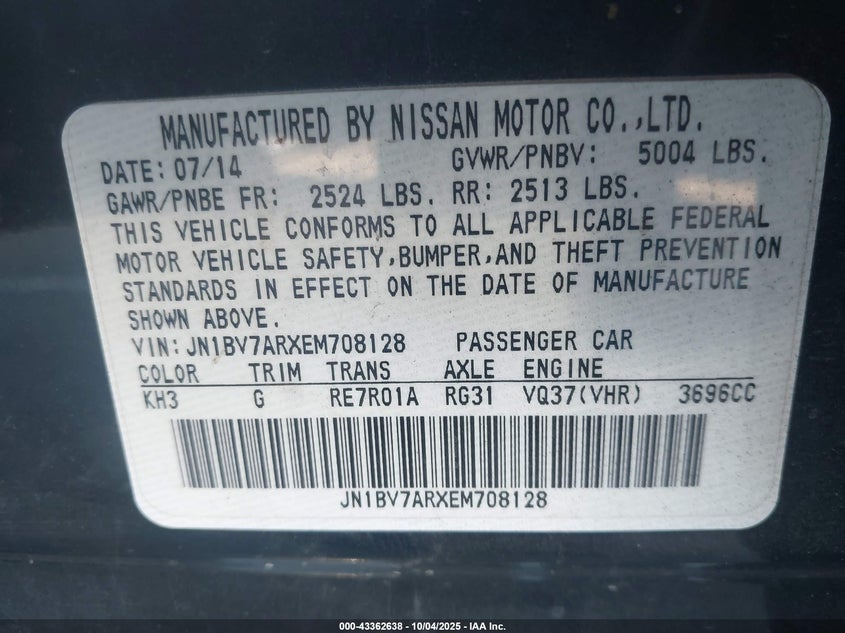 MANUFACTURED BY NISSAN MOTOR CO.,LTD.
DATE: 07/14 GVWR/PNBV: 5004 LBS.
GAWR/PNBE FR: 2524 LBS. RR: 2513 LBS.
THIS VEHICLE CONFORMS TO ALL APPLICABLE FEDERAL
MOTOR VEHICLE SAFETY,BUMPER,AND THEFT PREVENTION
STANDARDS IN EFFECT ON THE DATE OF MANUFACTURE
SHOWN ABOVE.
VIN: JN1BV7ARXEM708128 PASSENGER CAR
COLOR TRIM TRANS AXLE ENGINE
KH3 G RE7R01A RG31 VQ37(VHR) 3696CC
JN1BV7ARXEM708128
000-43362638 - 10/04/2025 - IAA Inc.